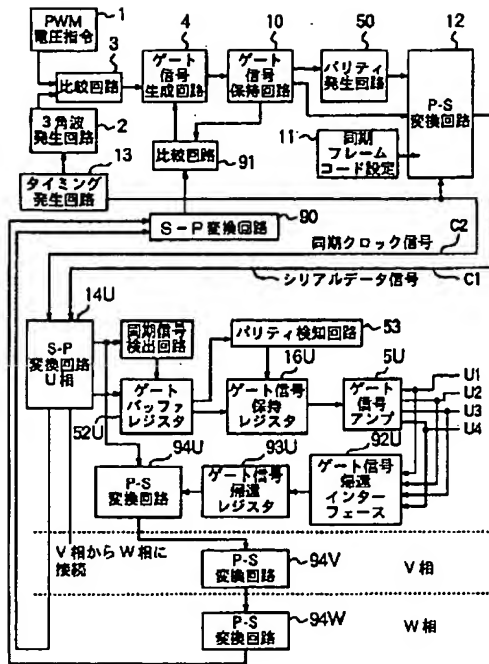 1
PWM
電圧指令
3
比較回路
3角波
発生回路
2
13
タイミング
発生回路
4
ゲート
信号
生成回路
10
ゲート
信号
保持回路
50
パリティ
発生回路
12
P-S
変換回路
11
同期
フレーム
コード設定
比較回路
91
S-P変換回路
90
同期クロック信号
C2
シリアルデータ信号
C1
14U
S-P
変換回路
U相
同期信号
検出回路
パリティ検知回路
53
52U
ゲート
バッファ
レジスタ
16U
ゲート信号
保持
レジスタ
5U
ゲート
信号
アンプ
U1
U2
U3
U4
94U
P-S
変換回路
93U
ゲート信号
帰還
レジスタ
92U
ゲート信号
帰還
インター
フェース
V相からW相に
接続
P-S
変換回路
94V
V相
P-S
変換回路
94W
W相